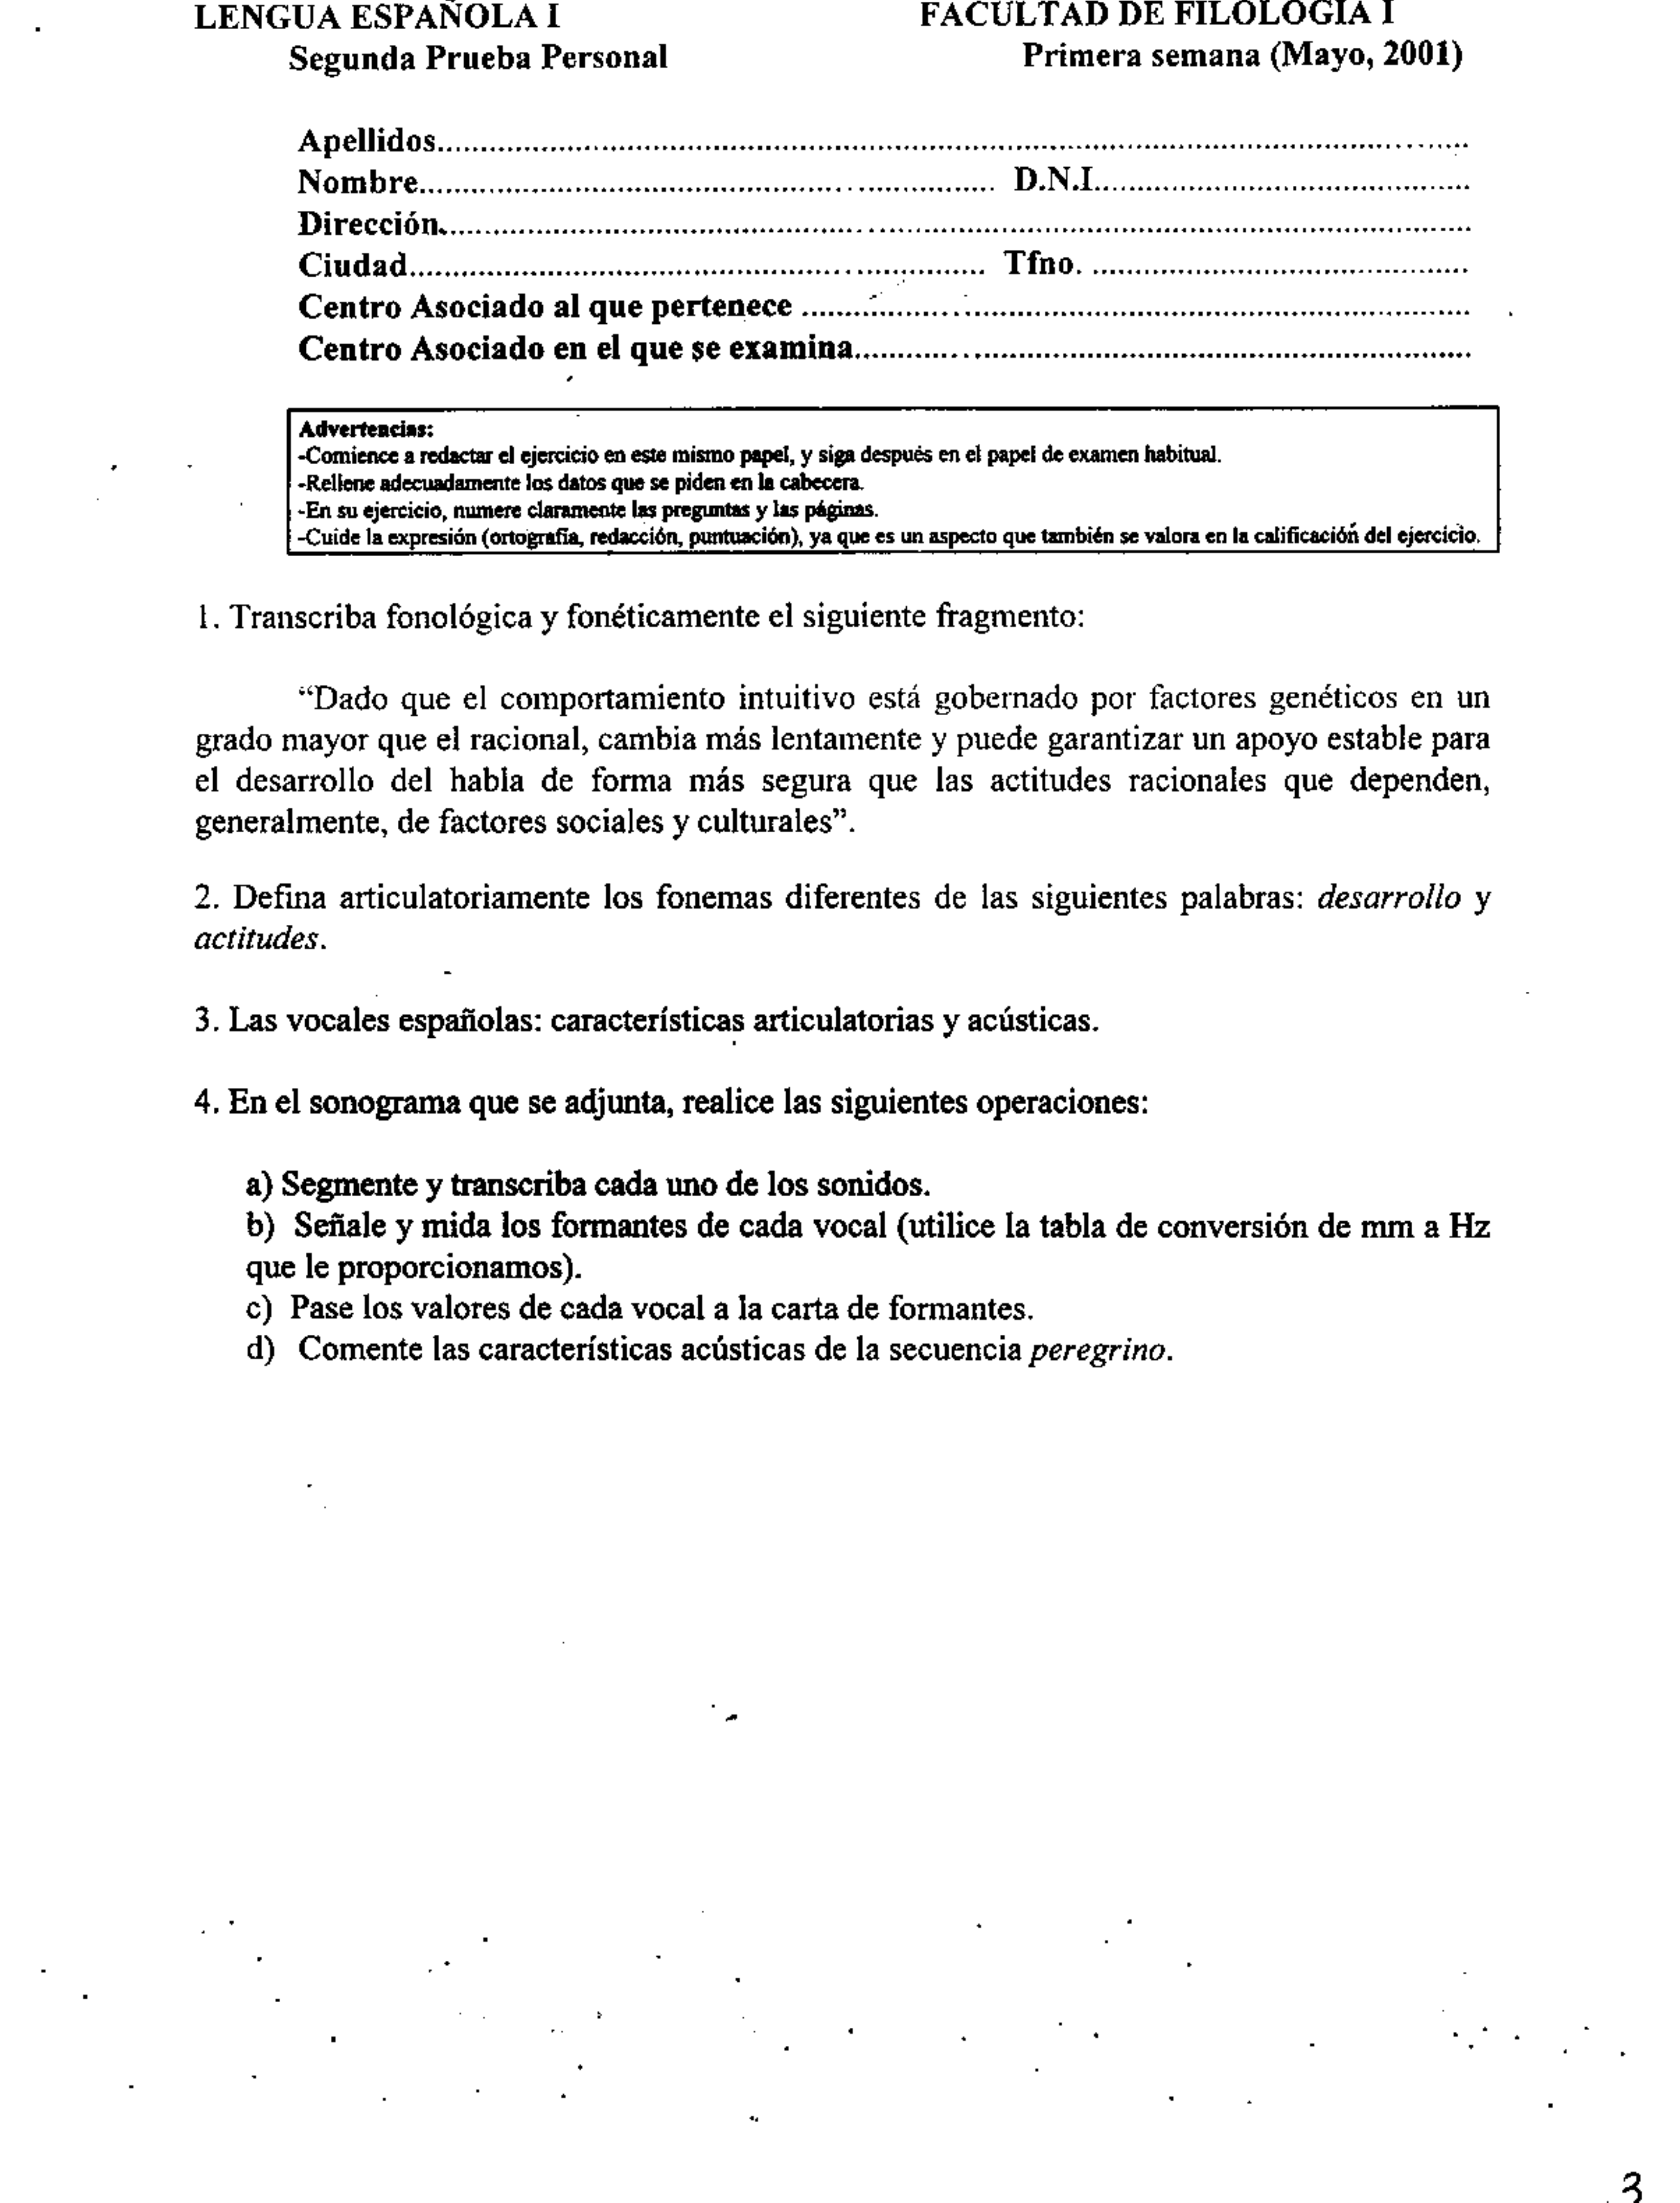 LENGUA ESPAÑOLA I
FACULTAD DE FILOLOGÍA I
Segunda Prueba Personal
Primera semana (Mayo, 2001)
Apellidos
Nombre D.N.I.
Dirección
Ciudad Tfno.
Centro Asociado al que pertenece
Centro Asociado en el que se examina
Advertencias:
-Comience a redactar el ejercicio en este mismo papel, y siga después en el papel de examen habitual.
-Rellene adecuadamente los datos que se piden en la cabecera.
-En su ejercicio, numere claramente las preguntas y las páginas.
-Cuide la expresión (ortografía, redacción, puntuación), ya que es un aspecto que también se valora en la calificación del ejercicio.
1. Transcriba fonológica y fonéticamente el siguiente fragmento:
“Dado que el comportamiento intuitivo está gobernado por factores genéticos en un
grado mayor que el racional, cambia más lentamente y puede garantizar un apoyo estable para
el desarrollo del habla de forma más segura que las actitudes racionales que dependen,
generalmente, de factores sociales y culturales”.
2. Defina articulatoriamente los fonemas diferentes de las siguientes palabras: desarrollo y
actitudes.
3. Las vocales españolas: características articulatorias y acústicas.
4. En el sonograma que se adjunta, realice las siguientes operaciones:
a) Segmente y transcriba cada uno de los sonidos.
b) Señale y mida los formantes de cada vocal (utilice la tabla de conversión de mm a Hz
que le proporcionamos).
c) Pase los valores de cada vocal a la carta de formantes.
d) Comente las características acústicas de la secuencia peregrino.
3